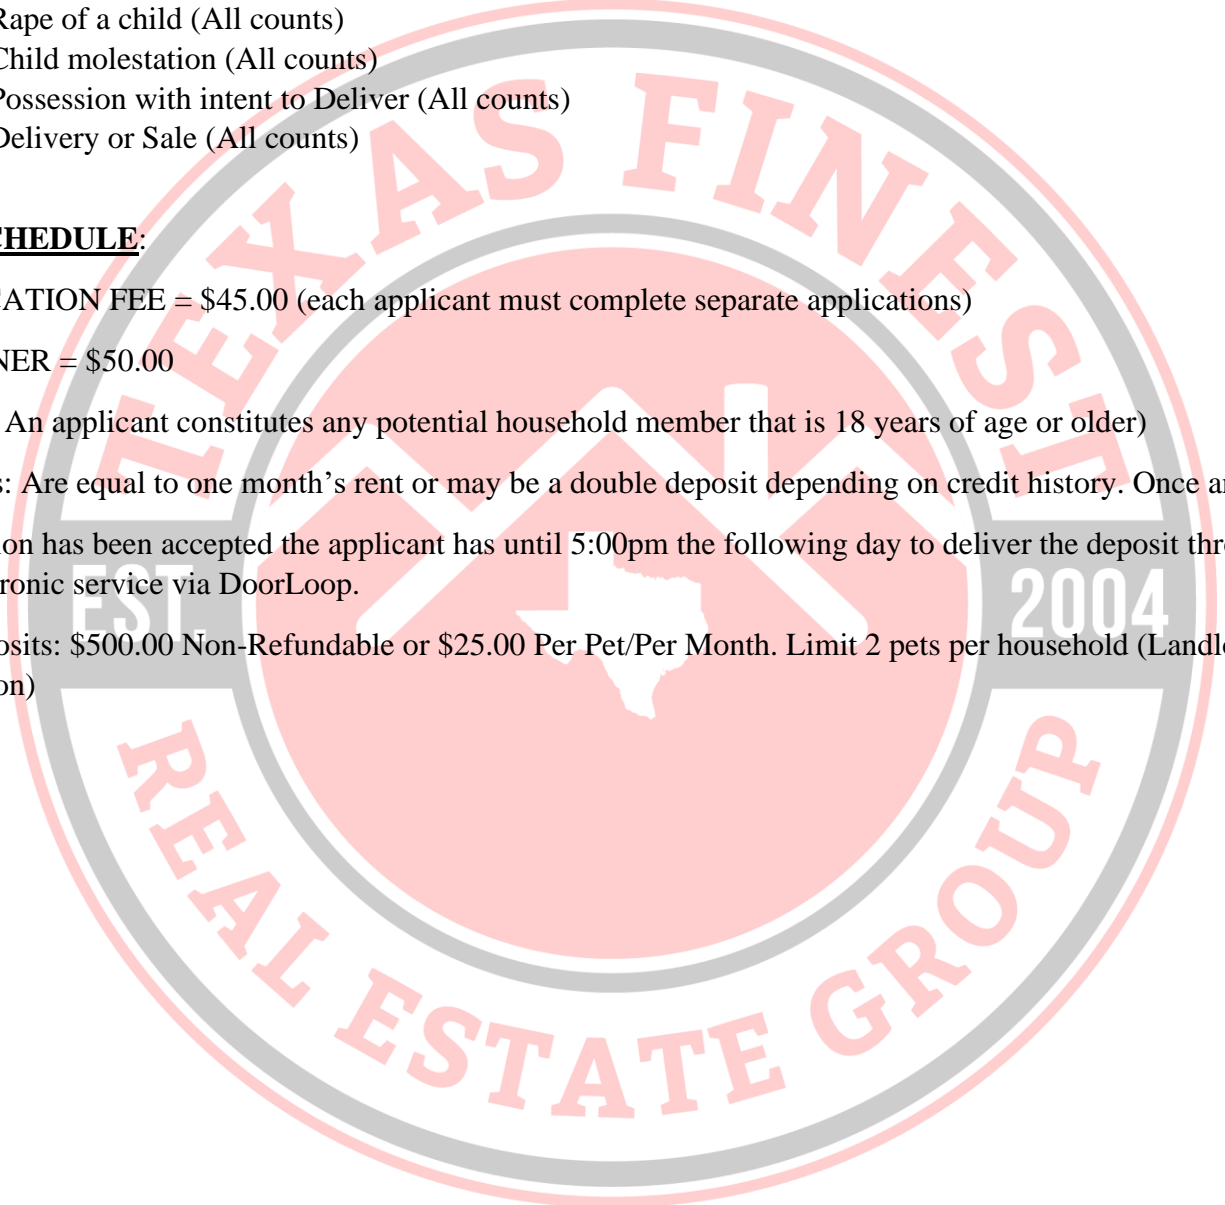 Rape of a child (All counts)
Child molestation (All counts)
Possession with intent to Deliver (All counts)
Delivery or Sale (All counts)
CHEDULE:
CATION FEE = $45.00 (each applicant must complete separate applications)
NER = $50.00
An applicant constitutes any potential household member that is 18 years of age or older)
s: Are equal to one month’s rent or may be a double deposit depending on credit history. Once an
ion has been accepted the applicant has until 5:00pm the following day to deliver the deposit thr
ronic service via DoorLoop.
osits: $500.00 Non-Refundable or $25.00 Per Pet/Per Month. Limit 2 pets per household (Landlo
on)
TEXAS FINEST
EST. 2004
REAL ESTATE GROUP